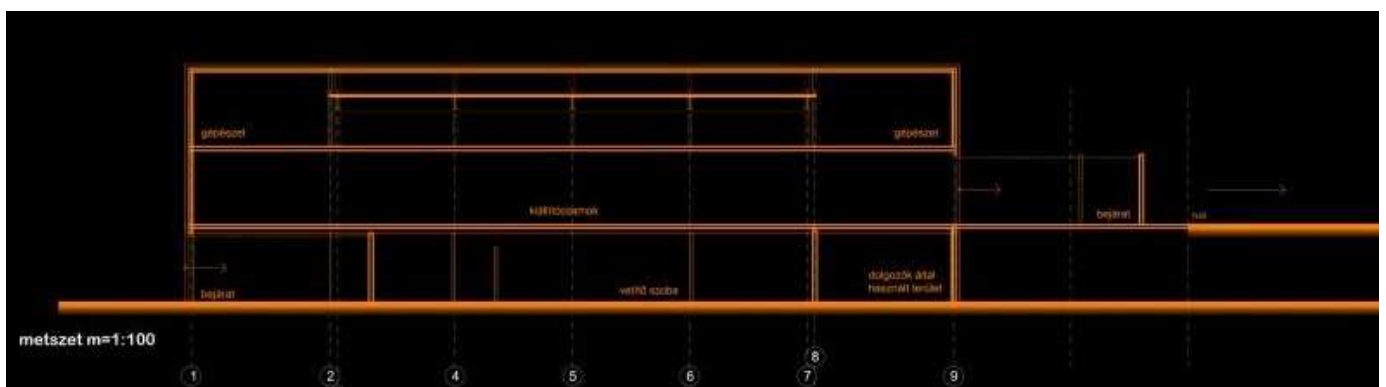 gépészet
gépészet
kiállítótermek
bejárat
bejárat
vetítő szoba
dolgozók által
használt terület
metszet m=1:100
1
2
4
5
6
7
8
9